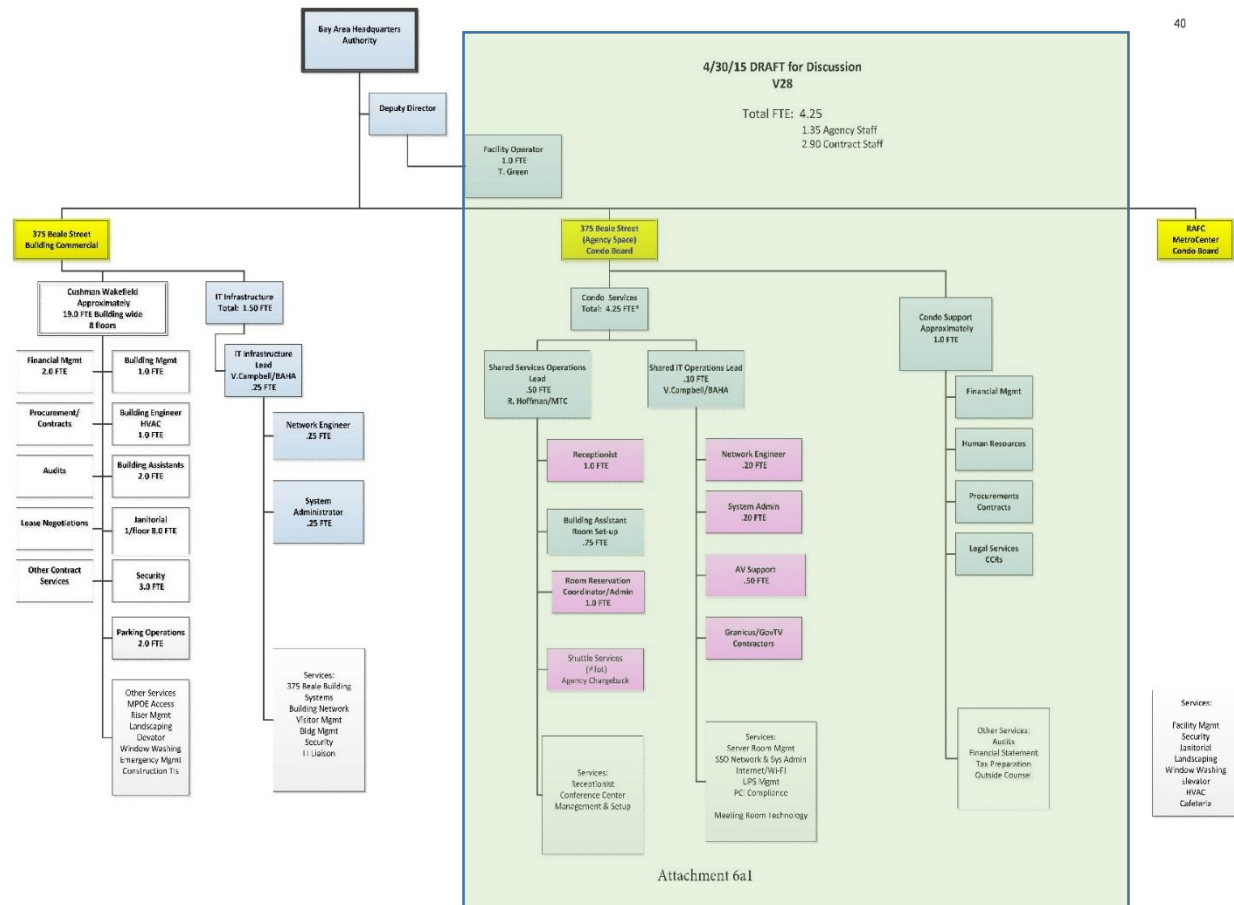 40
Bay Area Headquarters
Authority
4/30/15 DRAFT for Discussion
V28
Total FTE: 4.25
1.35 Agency Staff
2.90 Contract Staff
Deputy Director
Facility Operator
1.0 FTE
T. Green
375 Beale Street
Building Commercial
375 Beale Street
(Agency Space)
Condo Board
RAFC
MetroCenter
Condo Board
Cushman Wakefield
Approximately
19.0 FTE Building wide
8 floors
Financial Mgmt
2.0 FTE
Procurement/
Contracts
Audits
Lease Negotiations
Other Contract
Services
Building Mgmt
1.0 FTE
Building Engineer
HVAC
1.0 FTE
Building Assistants
2.0 FTE
Janitorial
1/floor 8.0 FTE
Security
3.0 FTE
Parking Operations
2.0 FTE
Other Services
MPOE Access
Riser Mgmt
Landscaping
Elevator
Window Washing
Emergency Mgmt
Construction TIs
IT Infrastructure
Total: 1.50 FTE
IT Infrastructure
Lead
V.Campbell/BAHA
.25 FTE
Network Engineer
.25 FTE
System
Administrator
.25 FTE
Services:
375 Beale Building
Systems
Building Network
Visitor Mgmt
Bldg Mgmt
Security
IT Liaison
Condo Services
Total: 4.25 FTE*
Shared Services Operations
Lead
.50 FTE
R. Hoffman/MTC
Receptionist
1.0 FTE
Building Assistant
Room Set-up
.75 FTE
Room Reservation
Coordinator/Admin
1.0 FTE
Shuttle Services
(Pilot)
Agency Chargeback
Services:
Receptionist
Conference Center
Management & Setup
Shared IT Operations Lead
.10 FTE
V.Campbell/BAHA
Network Engineer
.20 FTE
System Admin
.20 FTE
AV Support
.50 FTE
Granicus/GovTV
Contractors
Services:
Server Room Mgmt
SSO Network & Sys Admin
Internet/Wi-Fi
UPS Mgmt
PCI Compliance
Meeting Room Technology
Condo Support
Approximately
1.0 FTE
Financial Mgmt
Human Resources
Procurements
Contracts
Legal Services
CCRs
Other Services:
Audits
Financial Statement
Tax Preparation
Outside Counsel
Services:
Facility Mgmt
Security
Janitorial
Landscaping
Window Washing
Elevator
HVAC
Cafeteria
Attachment 6a1